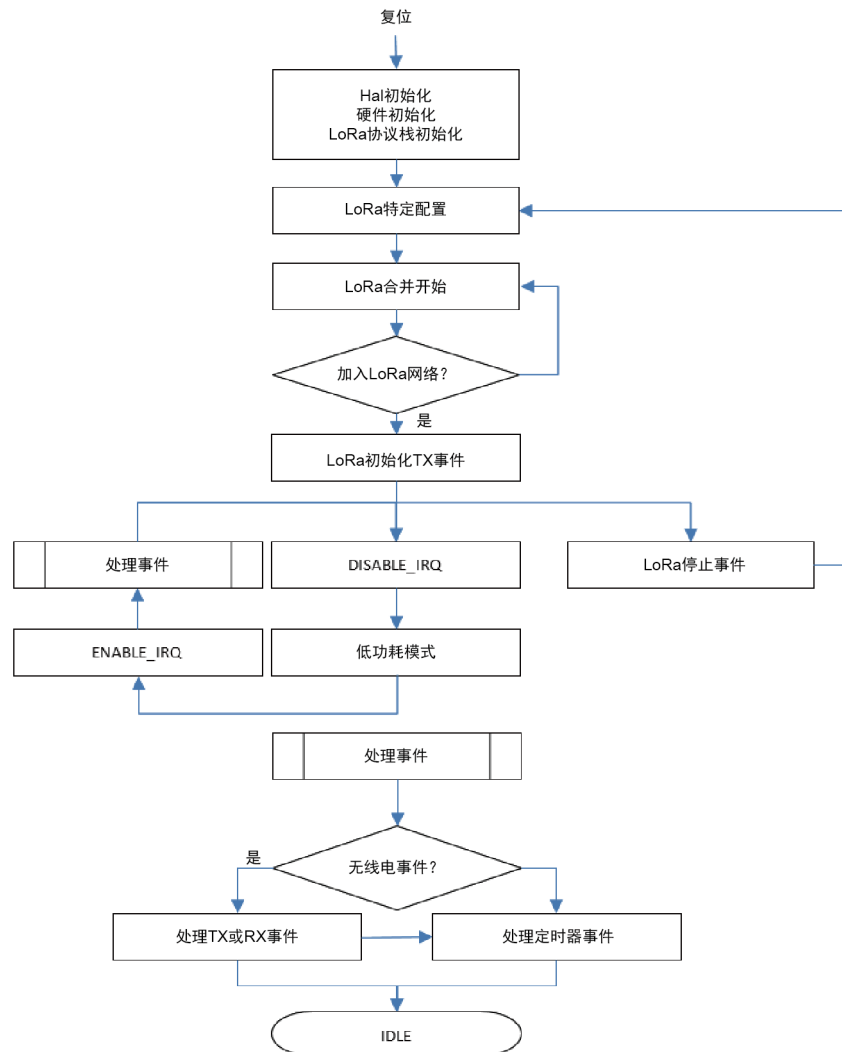 复位
Hal初始化
硬件初始化
LoRa协议栈初始化
LoRa特定配置
LoRa合并开始
加入LoRa网络?
是
LoRa初始化TX事件
处理事件
DISABLE_IRQ
LoRa停止事件
ENABLE_IRQ
低功耗模式
处理事件
无线电事件?
是
处理TX或RX事件
处理定时器事件
IDLE